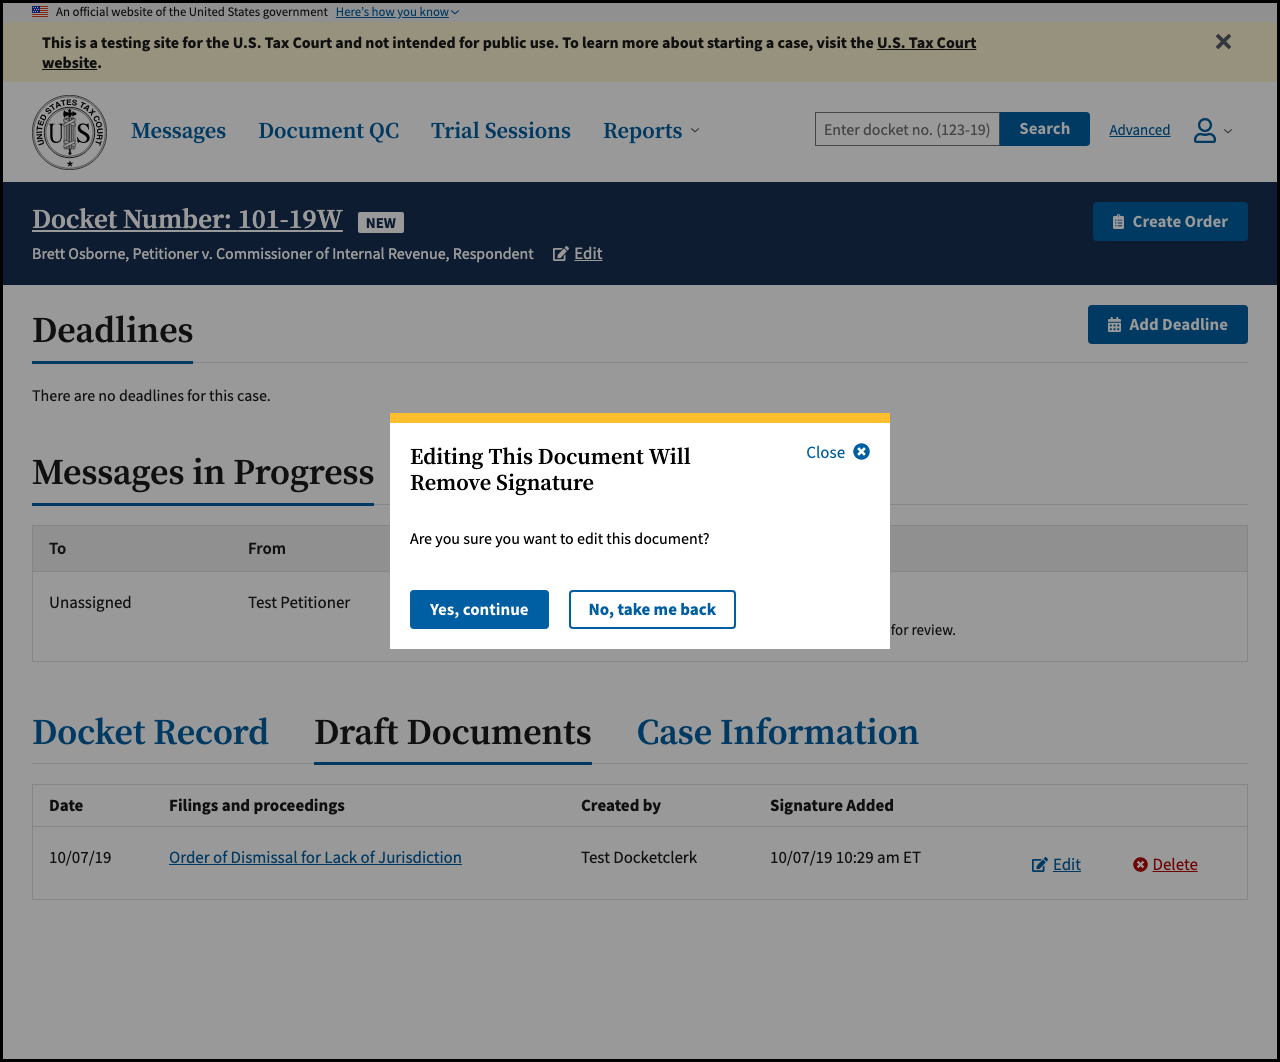 An official website of the United States government Here's how you know
This is a testing site for the U.S. Tax Court and not intended for public use. To learn more about starting a case, visit the U.S. Tax Court
website.
UNITED STATES TAX COURT
US
Messages Document QC Trial Sessions Reports
Enter docket no. (123-19) Search Advanced
Docket Number: 101-19W NEW
Create Order
Brett Osborne, Petitioner v. Commissioner of Internal Revenue, Respondent Edit
Deadlines
Add Deadline
There are no deadlines for this case.
Messages in Progress
To From
Unassigned Test Petitioner
for review.
Editing This Document Will
Remove Signature
Close
Are you sure you want to edit this document?
Yes, continue No, take me back
Docket Record Draft Documents Case Information
Date Filings and proceedings Created by Signature Added
10/07/19 Order of Dismissal for Lack of Jurisdiction Test Docketclerk 10/07/19 10:29 am ET Edit Delete